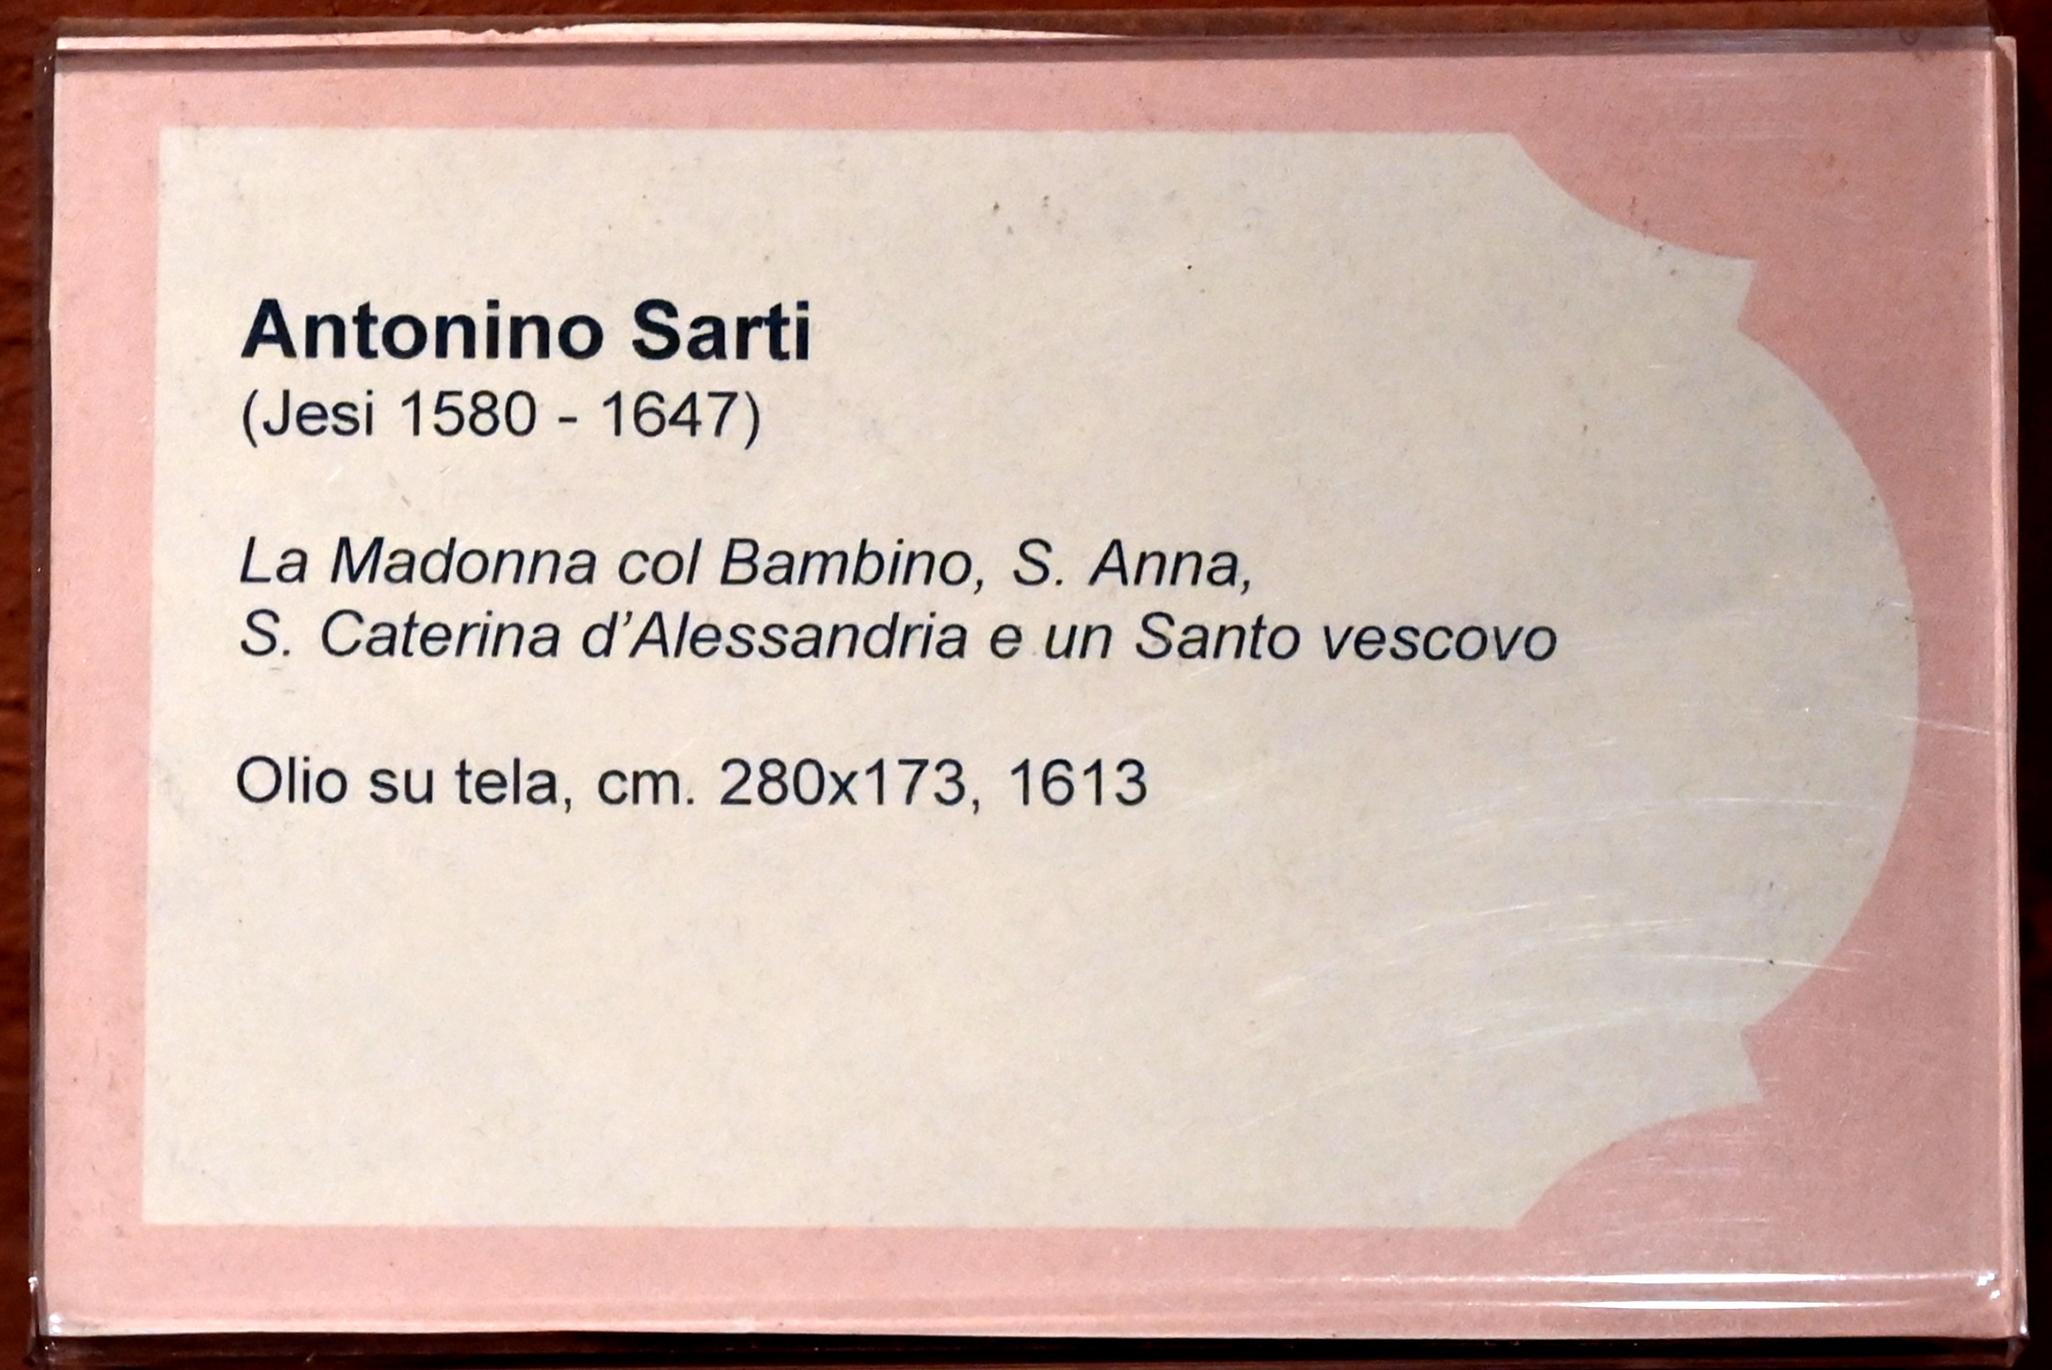 Antonino Sarti
(Jesi 1580 - 1647)
La Madonna col Bambino, S. Anna,
S. Caterina d’Alessandria e un Santo vescovo
Olio su tela, cm. 280x173, 1613